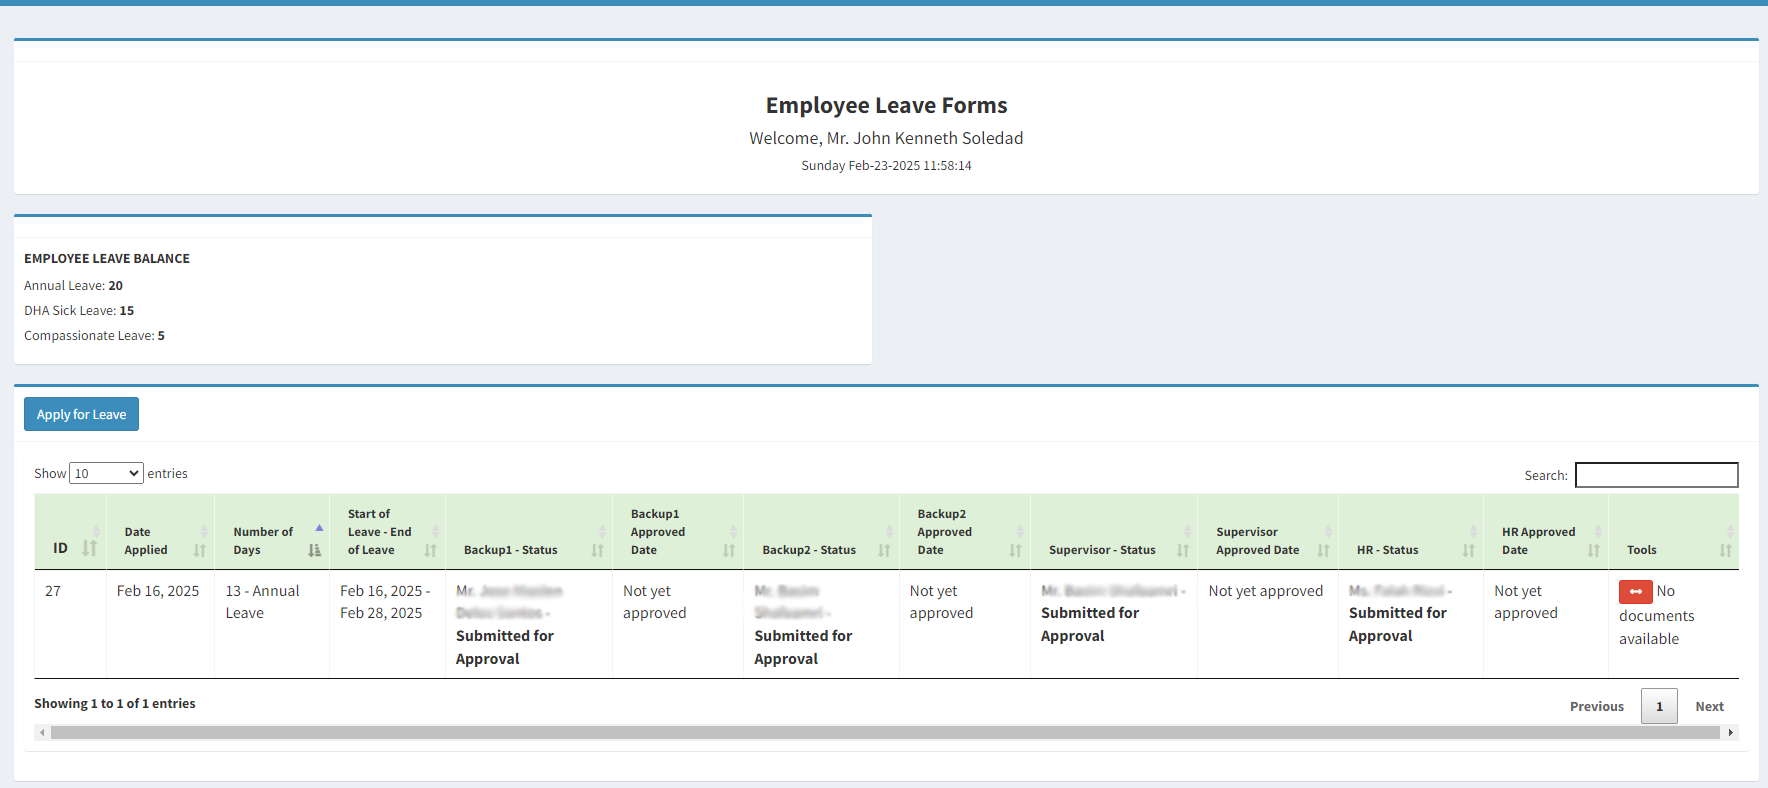 Employee Leave Forms
Welcome, Mr. John Kenneth Soledad
Sunday Feb-23-2025 11:58:14
EMPLOYEE LEAVE BALANCE
Annual Leave: 20
DHA Sick Leave: 15
Compassionate Leave: 5
Apply for Leave
Show 10 entries
Search:
ID
Date
Applied
Number of
Days
Start of
Leave - End
of Leave
Backup1 - Status
Backup1
Approved
Date
Backup2 - Status
Backup2
Approved
Date
Supervisor - Status
Supervisor
Approved Date
HR - Status
HR Approved
Date
Tools
27
Feb 16, 2025
13 - Annual
Leave
Feb 16, 2025 -
Feb 28, 2025
Mr.
-
Submitted for
Approval
Not yet
approved
Mr.
-
Submitted for
Approval
Not yet
approved
Mr. -
Submitted for
Approval
Not yet approved
Ms. -
Submitted for
Approval
Not yet
approved
No
documents
available
Showing 1 to 1 of 1 entries
Previous 1 Next